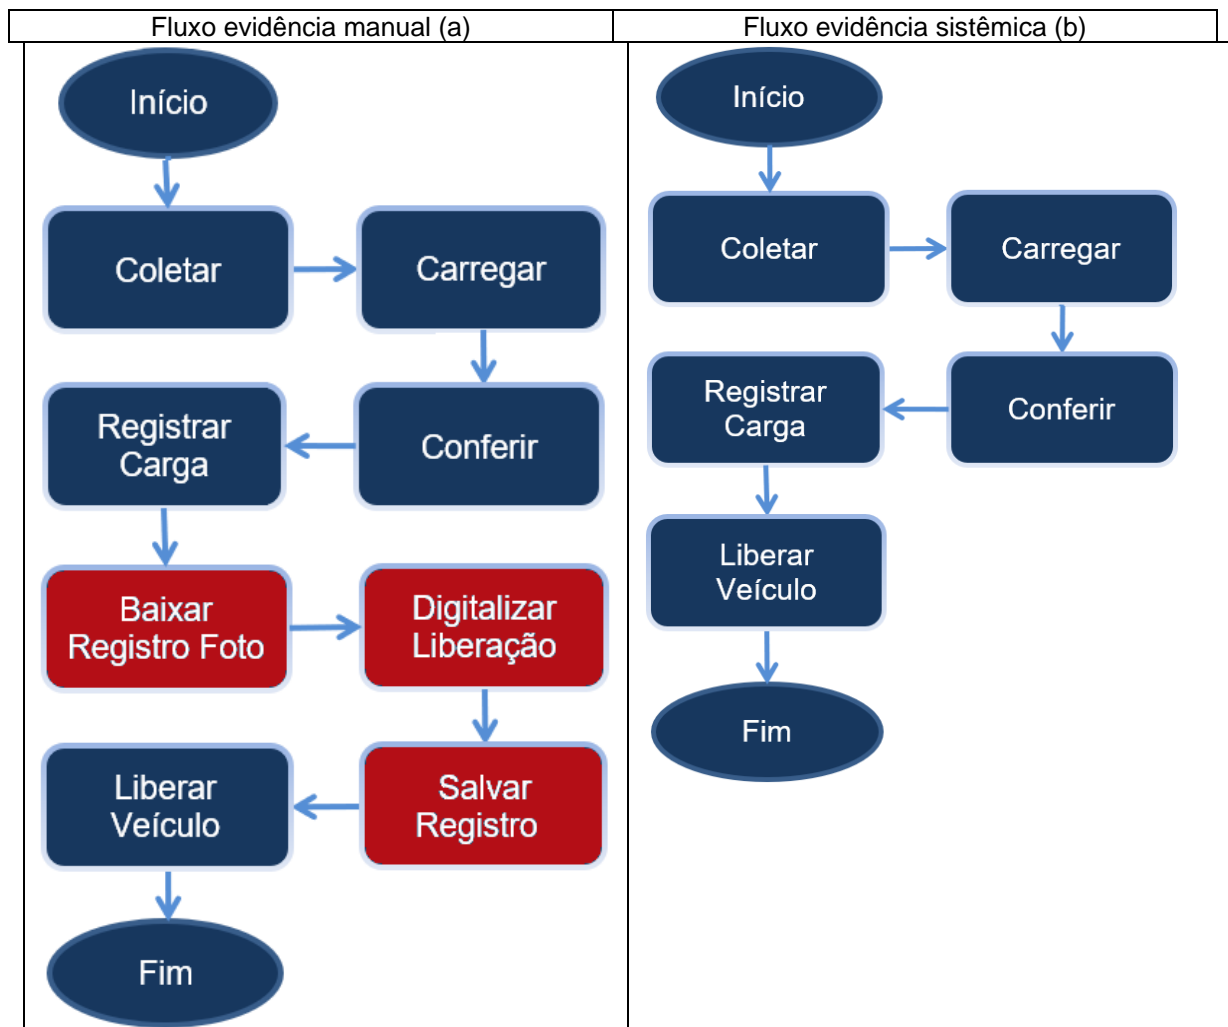 Fluxo evidência manual (a)
Início
Coletar
Carregar
Conferir
Registrar
Carga
Baixar
Registro Foto
Digitalizar
Liberação
Salvar
Registro
Liberar
Veículo
Fim
Fluxo evidência sistêmica (b)
Início
Coletar
Carregar
Conferir
Registrar
Carga
Liberar
Veículo
Fim